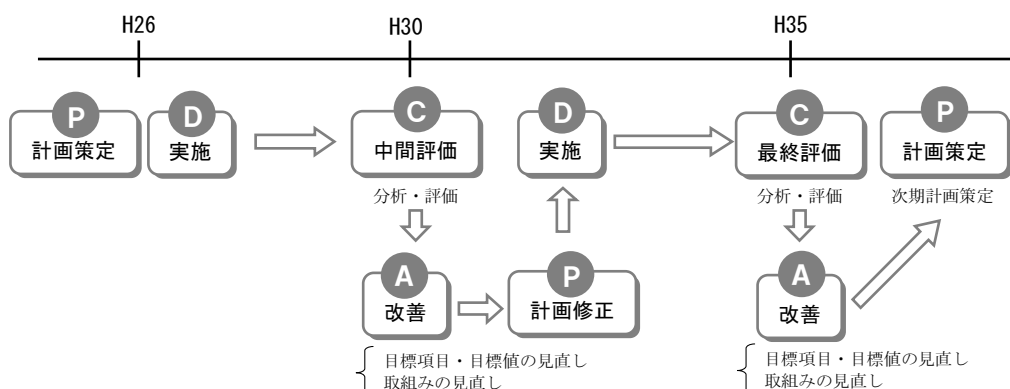 H26
H30
H35
P
計画策定
D
実施
C
中間評価
分析・評価
D
実施
C
最終評価
分析・評価
P
計画策定
次期計画策定
A
改善
P
計画修正
A
改善
目標項目・目標値の見直し
取組みの見直し
目標項目・目標値の見直し
取組みの見直し